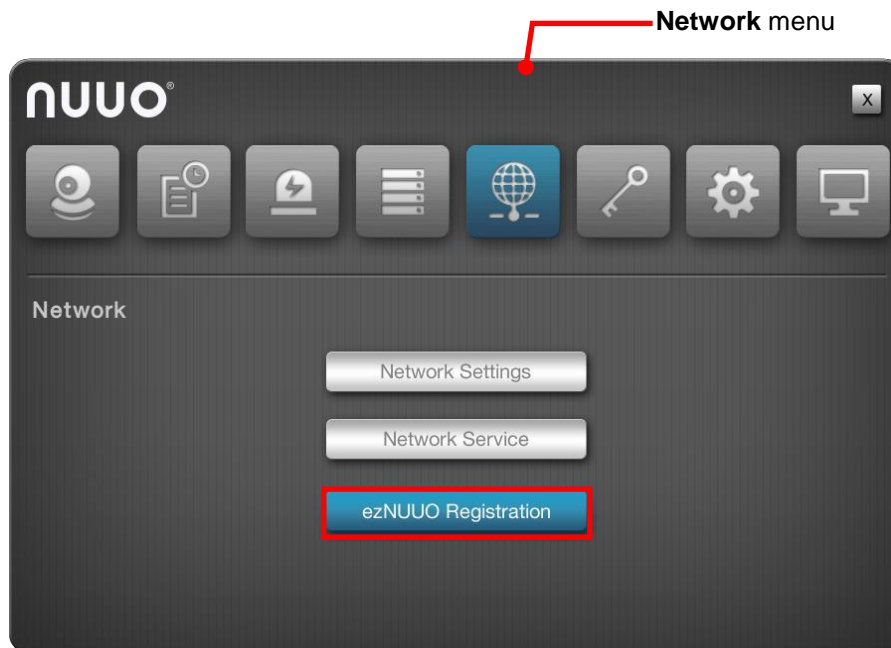 Network menu
nuuo®
X
Network
Network Settings
Network Service
ezNUUO Registration